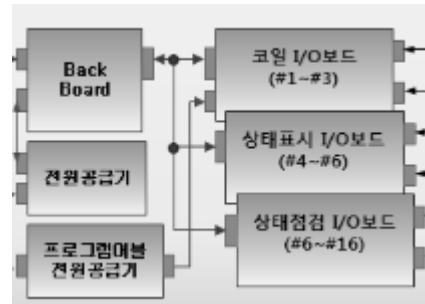 Back
Board
전원공급기
프로그램머블
전원공급기
코일 I/O보드
(#1~#3)
상태표시 I/O보드
(#4~#6)
상태점검 I/O보드
(#6~#16)